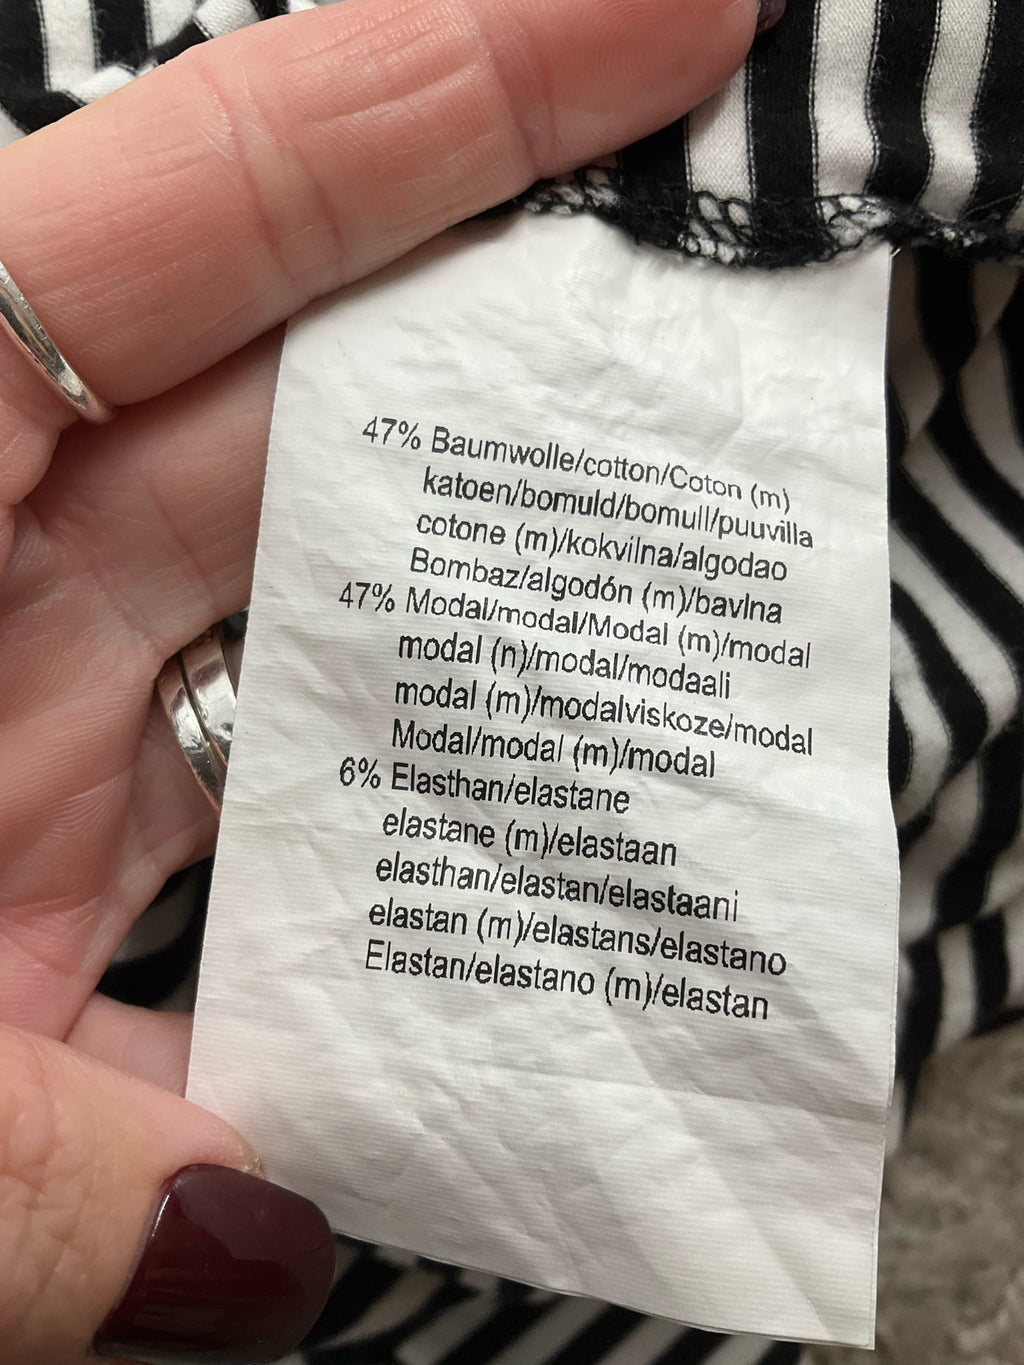 47% Baumwolle/cotton/Coton (m)
katoen/bomuld/bomull/puuvilla
cotone (m)/kokvilna/algodao
Bombaz/algodón (m)/bavlna
47% Modal/modal/Modal (m)/modal
modal (n)/modal/modaali
modal (m)/modalviskoze/modal
Modal/modal (m)/modal
6% Elasthan/elastane
elastane (m)/elastaan
elasthan/elastan/elastaani
elastan (m)/elastans/elastano
Elastan/elastano (m)/elastan